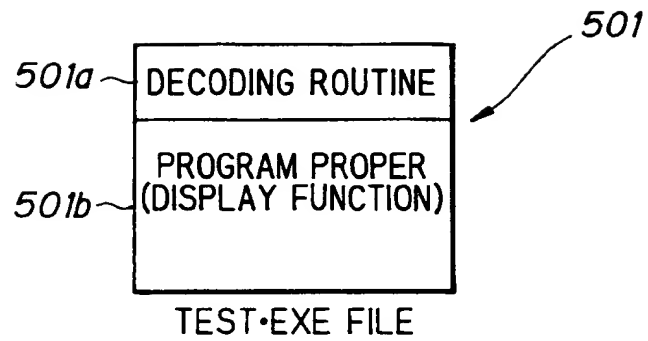 501
501a
DECODING ROUTINE
PROGRAM PROPER
501b
(DISPLAY FUNCTION)
TEST·EXE FILE